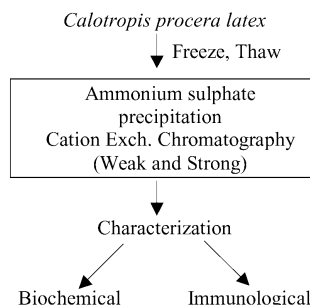 Calotropis procera latex
Freeze, Thaw
Ammonium sulphate
precipitation
Cation Exch. Chromatography
(Weak and Strong)
Characterization
Biochemical Immunological